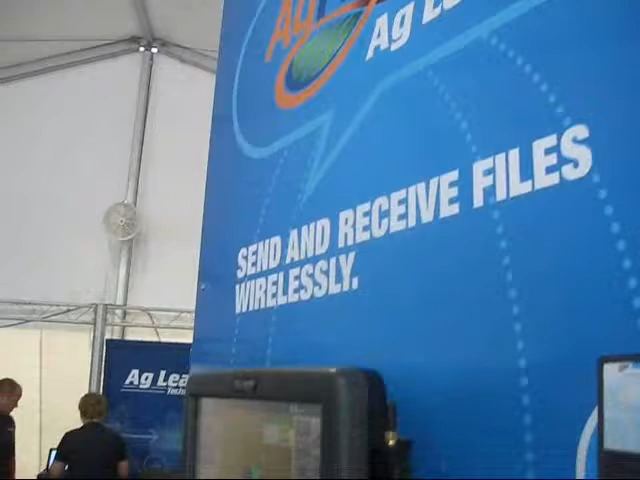 Ag Le
SEND AND RECEIVE FILES
WIRELESSLY.
Ag Lea